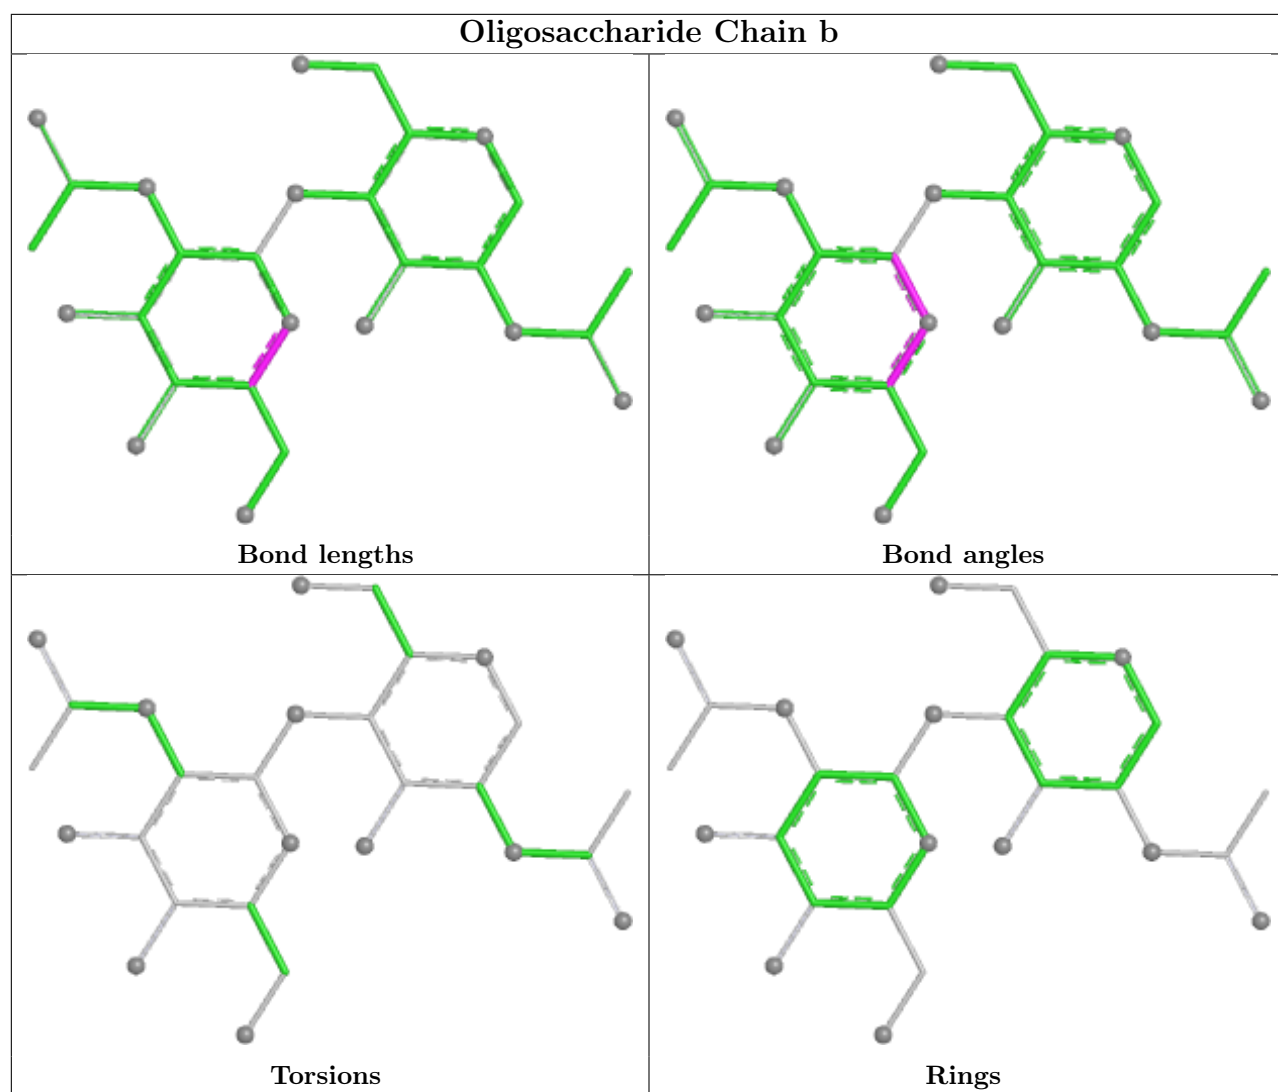 Oligosaccharide Chain b
Bond lengths
Bond angles
Torsions
Rings